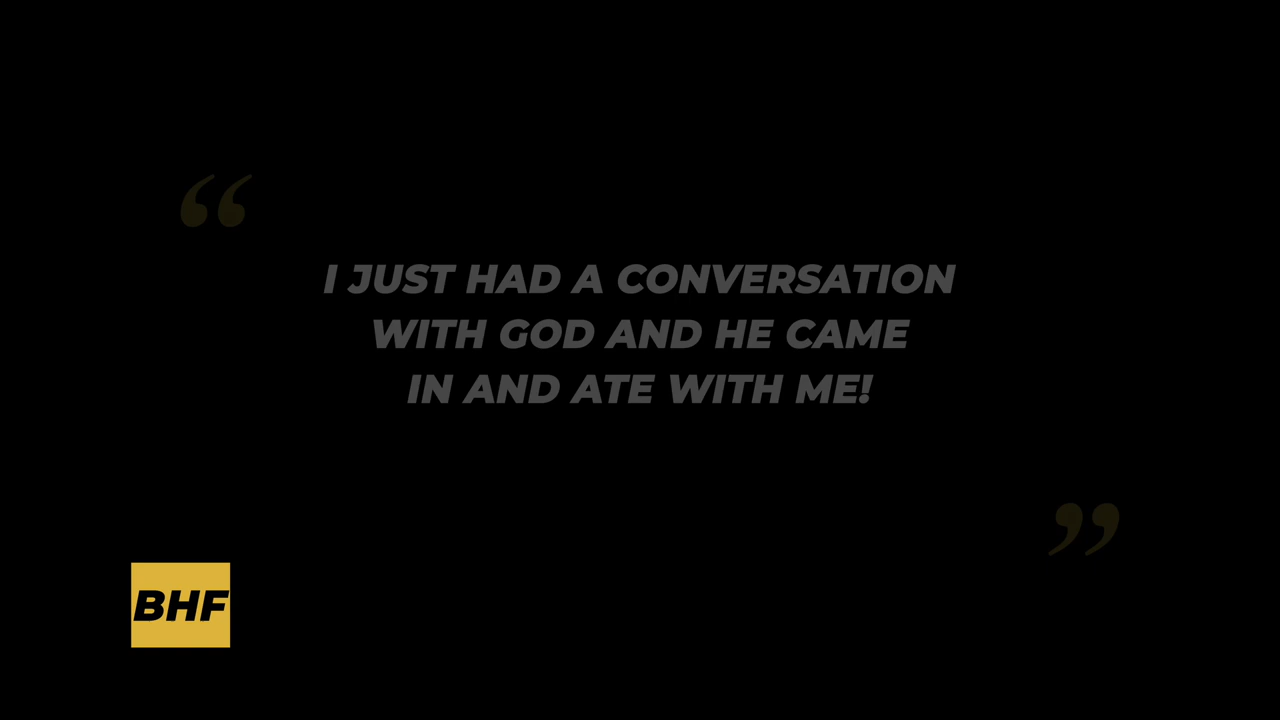 “
I JUST HAD A CONVERSATION
WITH GOD AND HE CAME
IN AND ATE WITH ME!
”
BHF